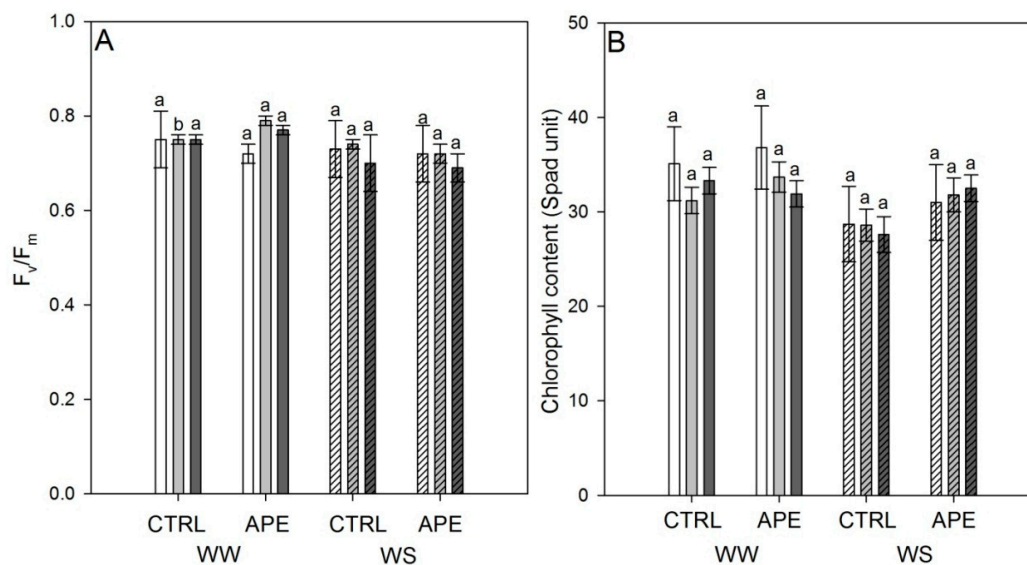 A
1.0
0.8
0.6
0.4
0.2
0.0
Fv/Fm
a b a a a a a a a a a a
CTRL APE CTRL APE
WW WS
B
50
40
30
20
10
0
Chlorophyll content (Spad unit)
a a a a a a a a a a a a
CTRL APE CTRL APE
WW WS